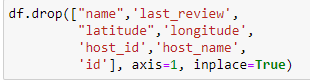 df.drop(["name",'last_review',
"latitude",'longitude',
'host_id','host_name',
'id'], axis=1, inplace=True)